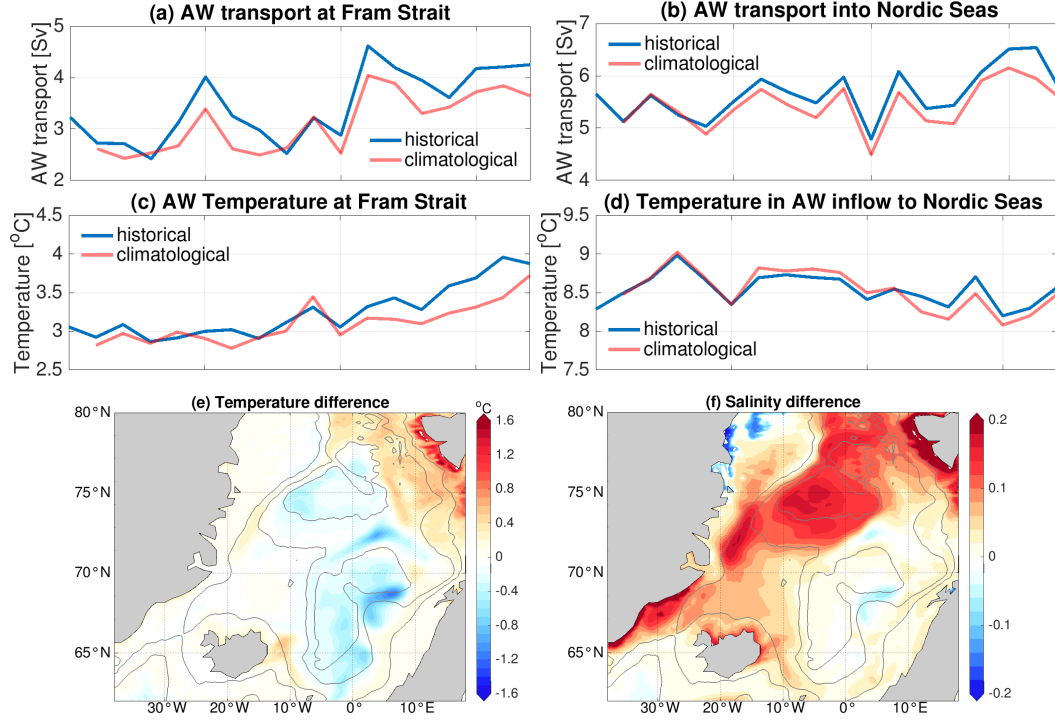 (a) AW transport at Fram Strait
AW transport [Sv]
5
4
3
2
historical
climatological
(b) AW transport into Nordic Seas
AW transport [Sv]
7
6
5
4
historical
climatological
(c) AW Temperature at Fram Strait
Temperature [°C]
4.5
4
3.5
3
2.5
historical
climatological
(d) Temperature in AW inflow to Nordic Seas
Temperature [°C]
9.5
9
8.5
8
7.5
historical
climatological
(e) Temperature difference
80°N
75°N
70°N
65°N
30°W 20°W 10°W 0° 10°E
°C
1.6
1.2
0.8
0.4
0
-0.4
-0.8
-1.2
-1.6
(f) Salinity difference
80°N
75°N
70°N
65°N
30°W 20°W 10°W 0° 10°E
0.2
0.1
0
-0.1
-0.2